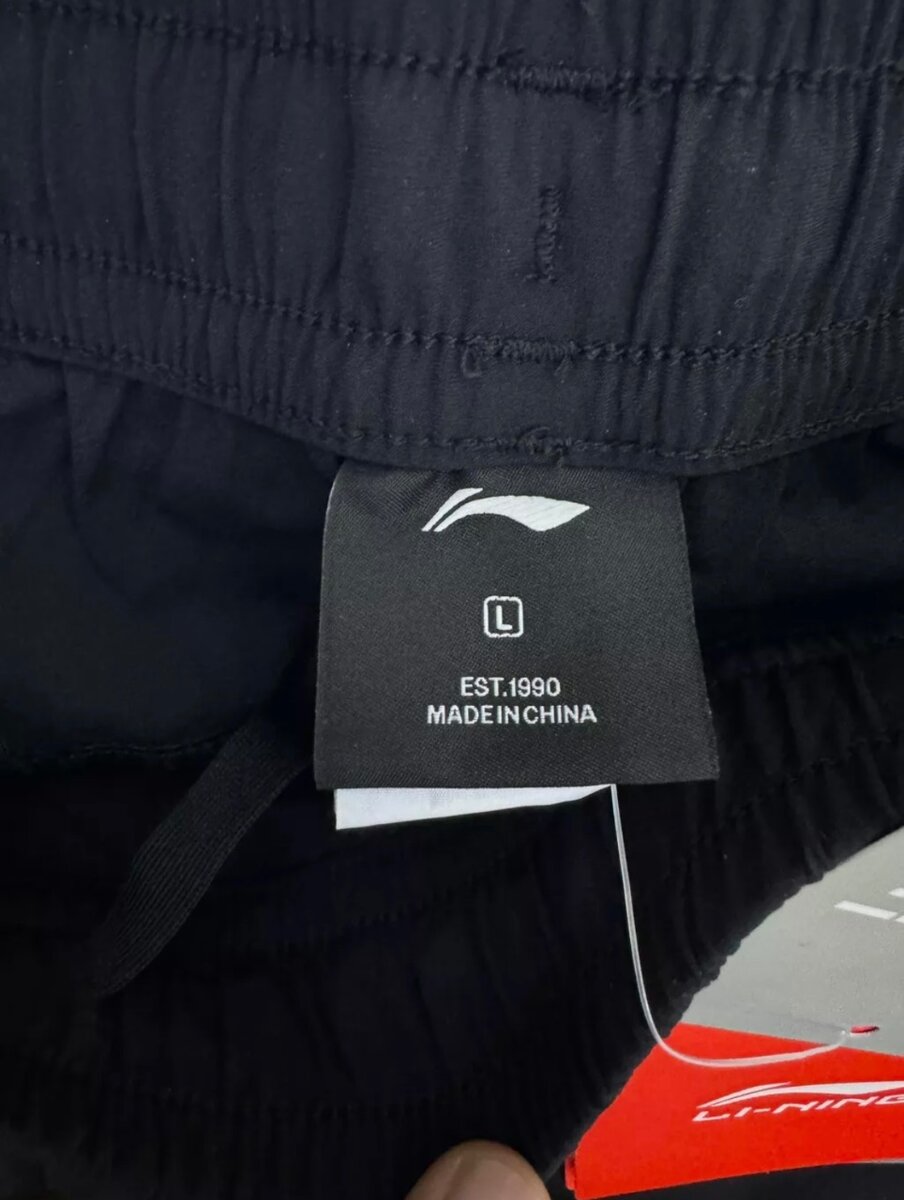 L
EST.1990
MADE IN CHINA
LI-NING